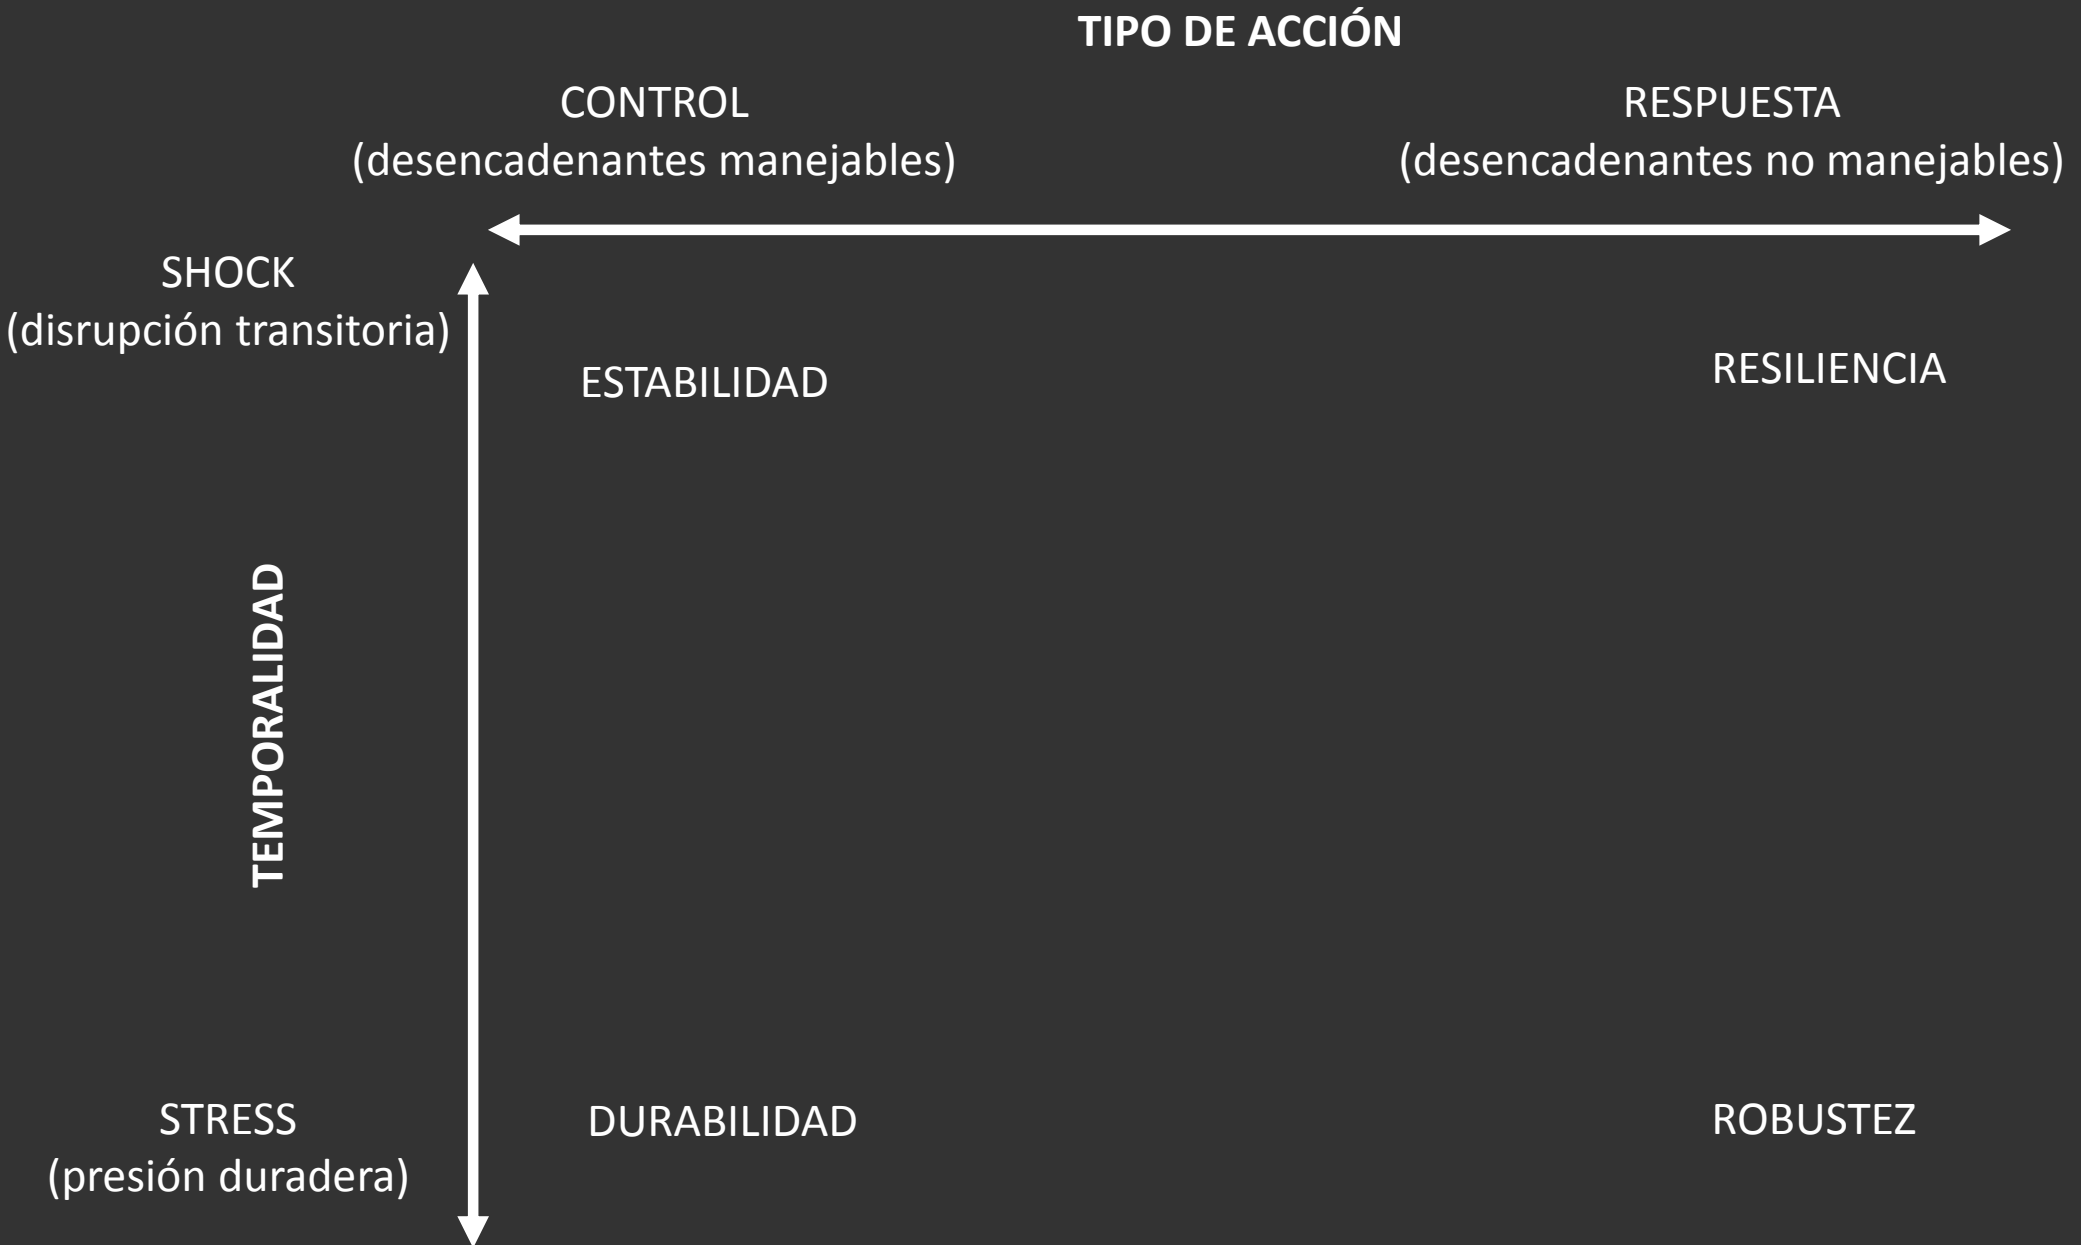 TIPO DE ACCIÓN
CONTROL
(desencadenantes manejables)
RESPUESTA
(desencadenantes no manejables)
SHOCK
(disrupción transitoria)
ESTABILIDAD
RESILIENCIA
TEMPORALIDAD
STRESS
(presión duradera)
DURABILIDAD
ROBUSTEZ